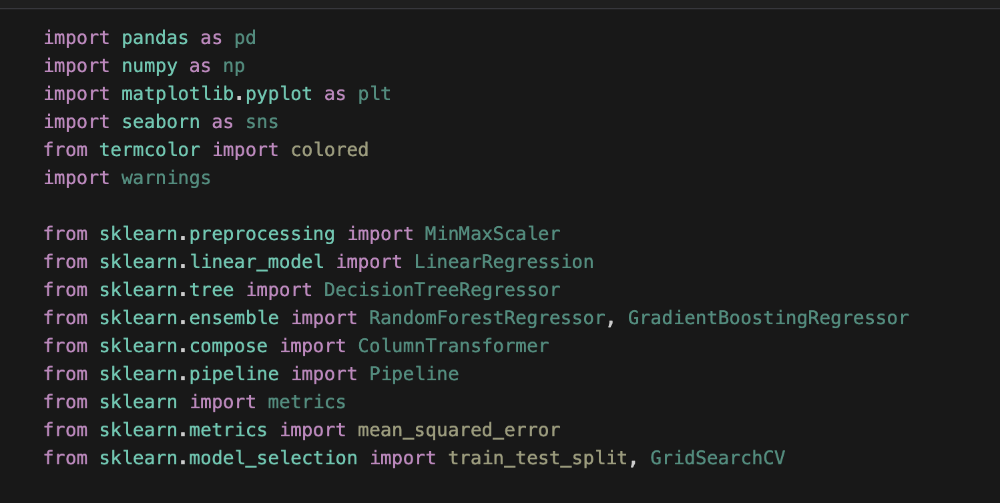 import pandas as pd
import numpy as np
import matplotlib.pyplot as plt
import seaborn as sns
from termcolor import colored
import warnings
from sklearn.preprocessing import MinMaxScaler
from sklearn.linear_model import LinearRegression
from sklearn.tree import DecisionTreeRegressor
from sklearn.ensemble import RandomForestRegressor, GradientBoostingRegressor
from sklearn.compose import ColumnTransformer
from sklearn.pipeline import Pipeline
from sklearn import metrics
from sklearn.metrics import mean_squared_error
from sklearn.model_selection import train_test_split, GridSearchCV